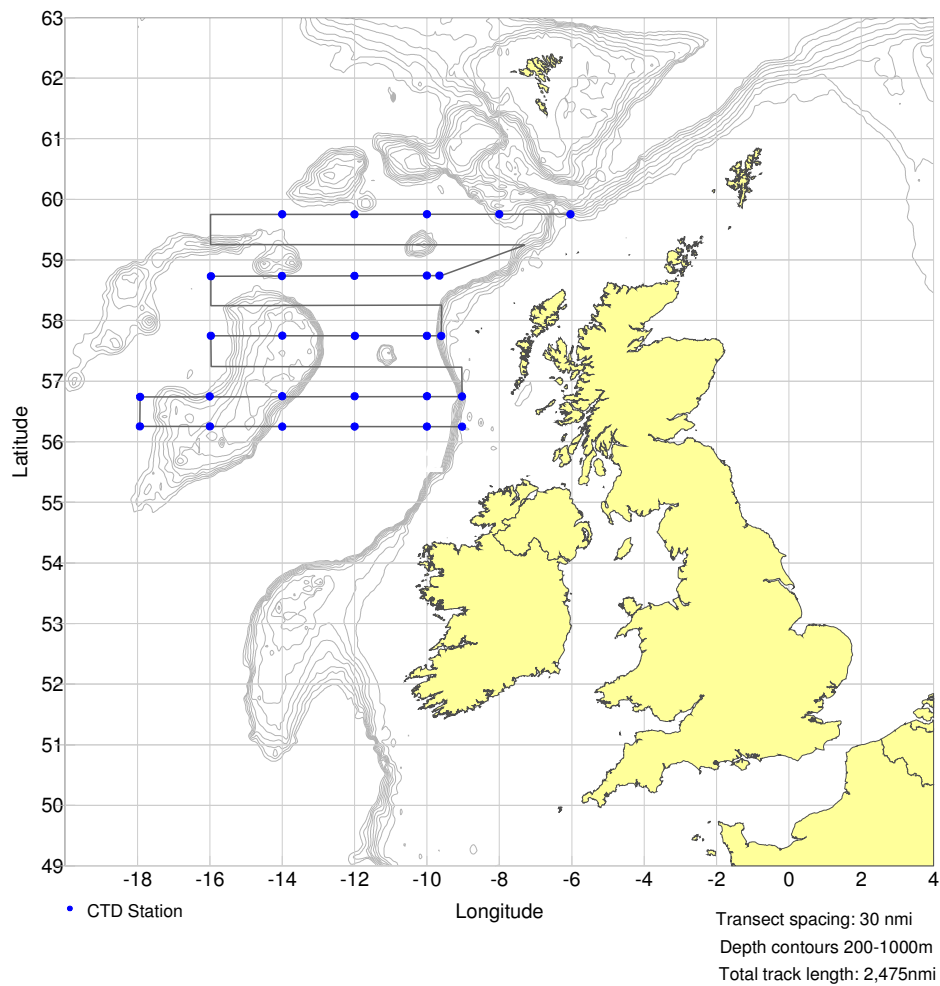 63
62
61
60
59
58
57
56
55
54
53
52
51
50
49
Latitude
-18 -16 -14 -12 -10 -8 -6 -4 -2 0 2 4
CTD Station
Longitude
Transect spacing: 30 nmi
Depth contours 200-1000m
Total track length: 2,475nmi